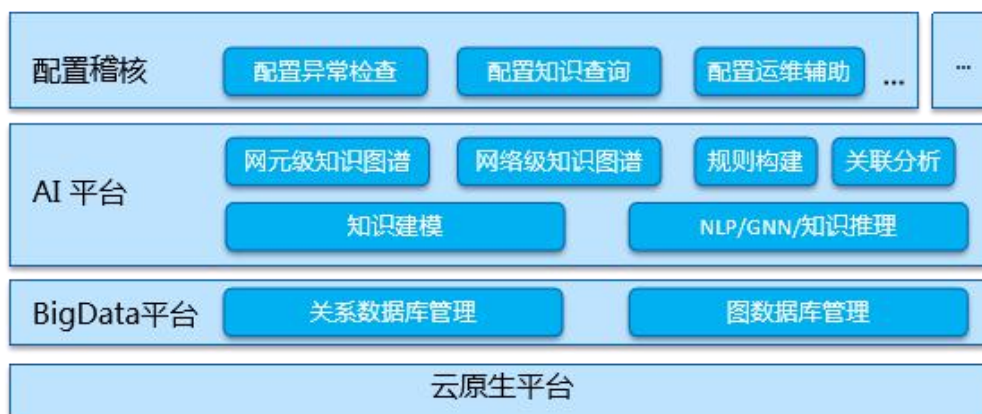 配置稽核
配置异常检查
配置知识查询
配置运维辅助
...
...
AI 平台
网元级知识图谱
网络级知识图谱
规则构建
关联分析
知识建模
NLP/GNN/知识推理
BigData平台
关系数据库管理
图数据库管理
云原生平台